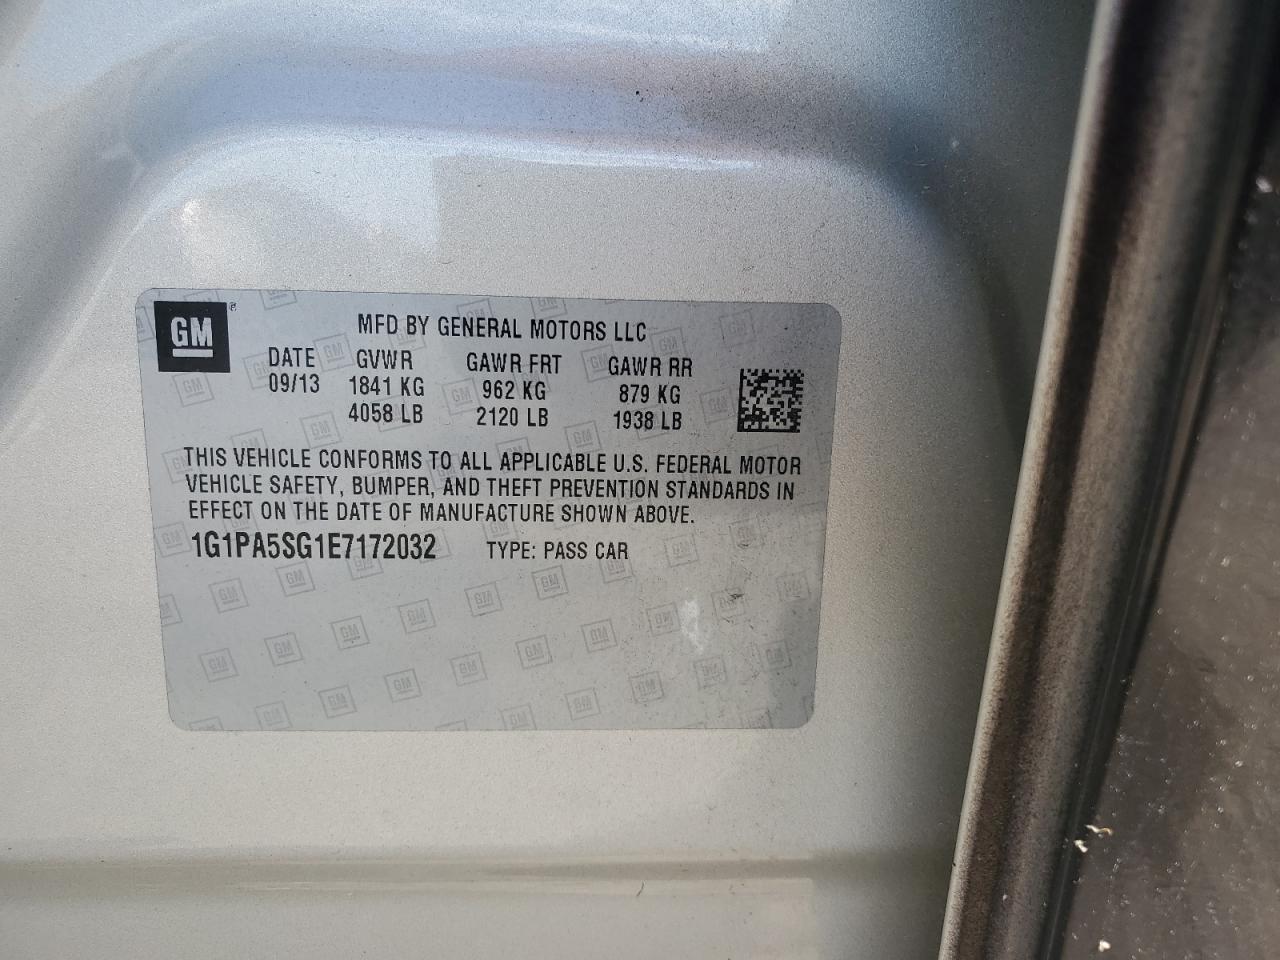 GM®
MFD BY GENERAL MOTORS LLC
DATE GVWR GAWR FRT GAWR RR
09/13 1841 KG 962 KG 879 KG
4058 LB 2120 LB 1938 LB
THIS VEHICLE CONFORMS TO ALL APPLICABLE U.S. FEDERAL MOTOR
VEHICLE SAFETY, BUMPER, AND THEFT PREVENTION STANDARDS IN
EFFECT ON THE DATE OF MANUFACTURE SHOWN ABOVE.
1G1PA5SG1E7172032 TYPE: PASS CAR